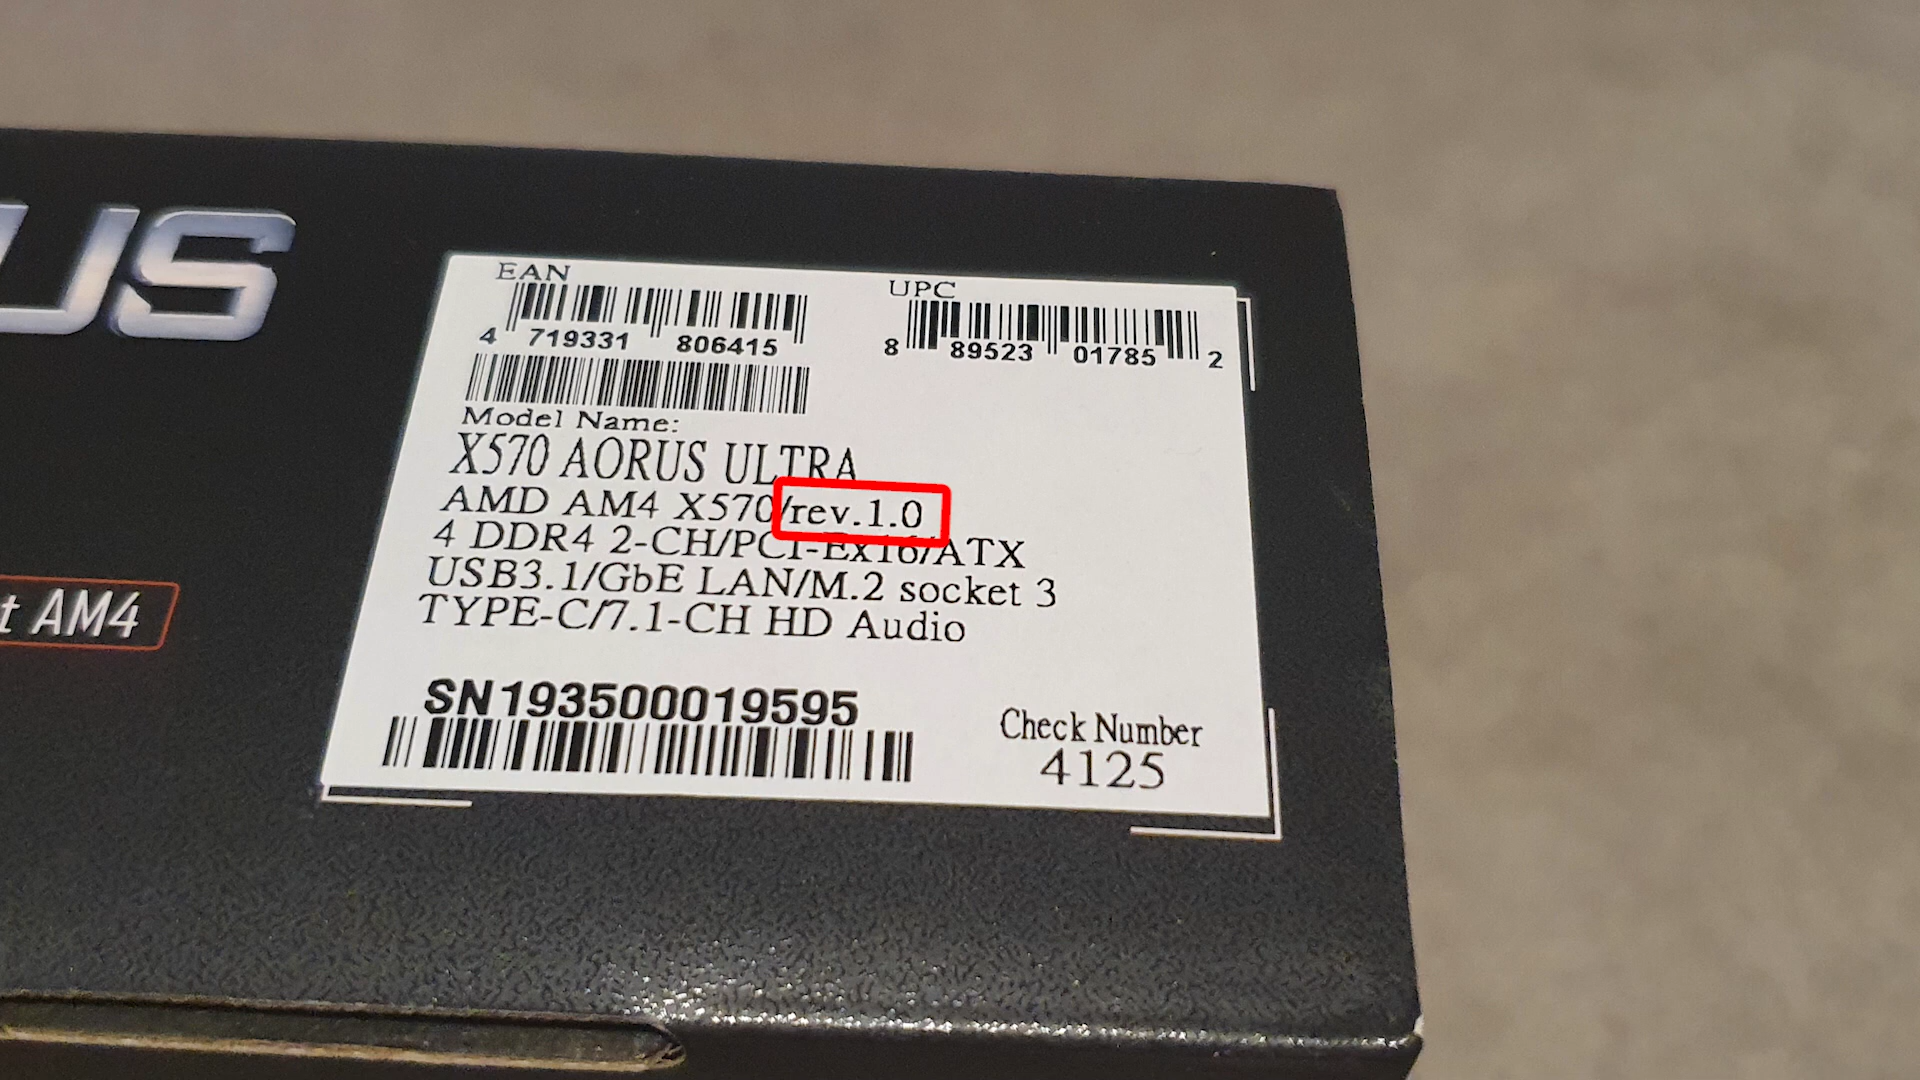 US
t AM4
EAN
4 719331 806415
UPC
8 89523 01785 2
Model Name:
X570 AORUS ULTRA
AMD AM4 X570/rev.1.0
4 DDR4 2-CH/PCI-Ex16/ATX
USB3.1/GbE LAN/M.2 socket 3
TYPE-C/7.1-CH HD Audio
SN193500019595
Check Number
4125